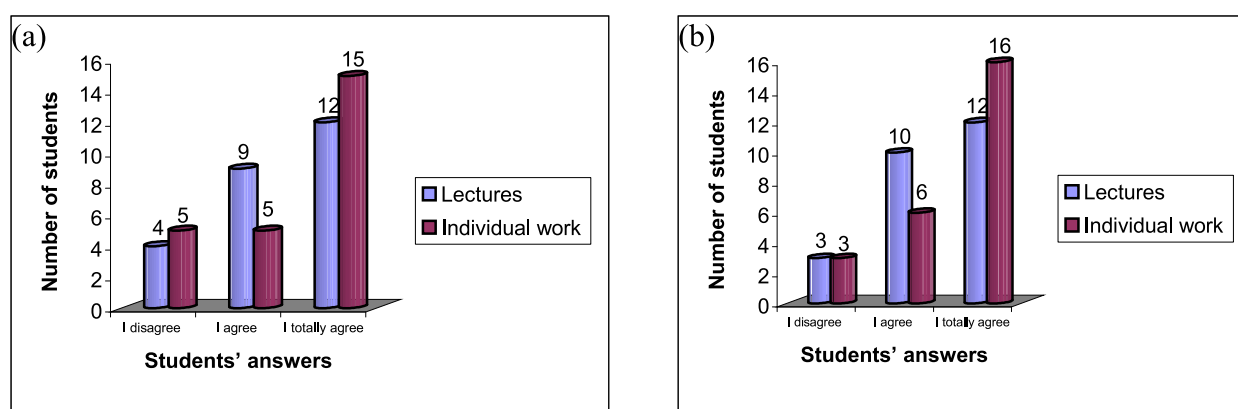 (a)
Number of students
16
14
12
10
8
6
4
2
0
4
5
9
5
12
15
I disagree
I agree
I totally agree
Students’ answers
Lectures
Individual work
(b)
Number of students
16
14
12
10
8
6
4
2
0
3
3
10
6
12
16
I disagree
I agree
I totally agree
Students’ answers
Lectures
Individual work